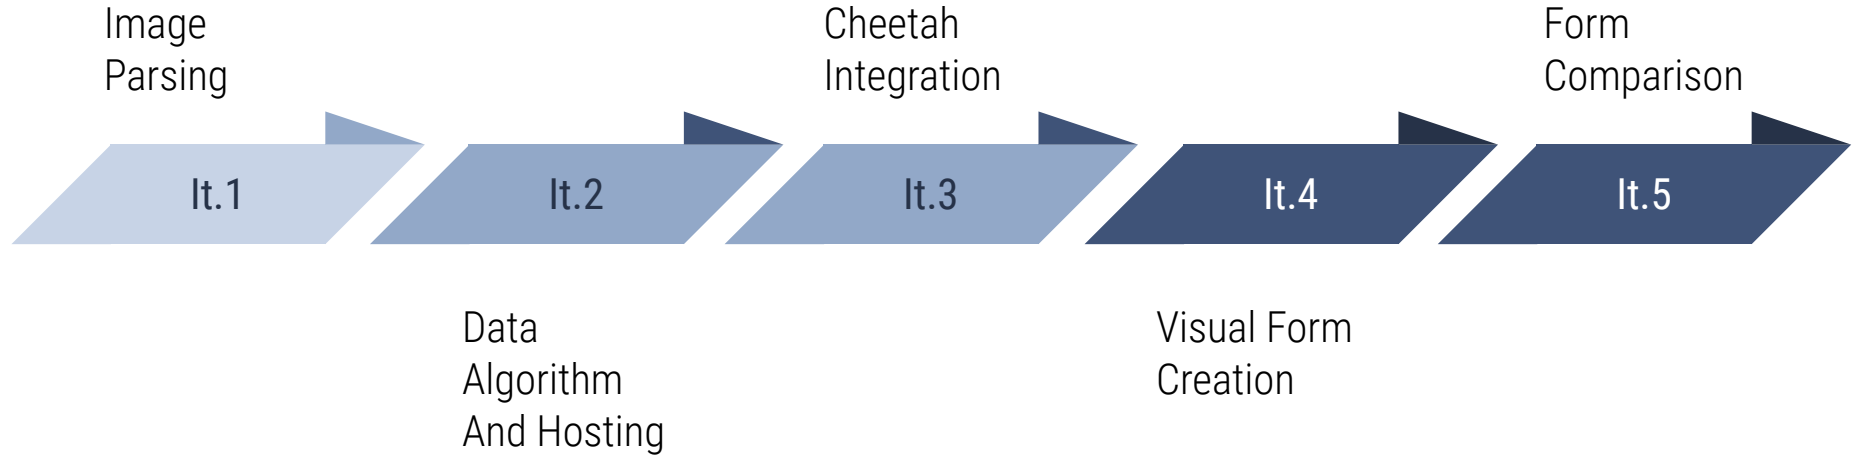 Image
Parsing
Cheetah
Integration
Form
Comparison
It.1
It.2
It.3
It.4
It.5
Data
Algorithm
And Hosting
Visual Form
Creation